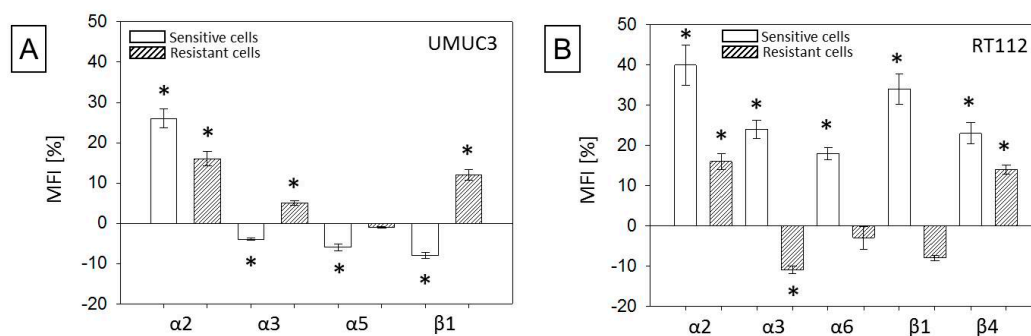 A
MFI [%]
50
40
30
20
10
0
-10
-20
Sensitive cells
Resistant cells
UMUC3
* * * * * * *
α2 α3 α5 β1
B
MFI [%]
50
40
30
20
10
0
-10
-20
Sensitive cells
Resistant cells
RT112
* * * * * * * *
α2 α3 α6 β1 β4